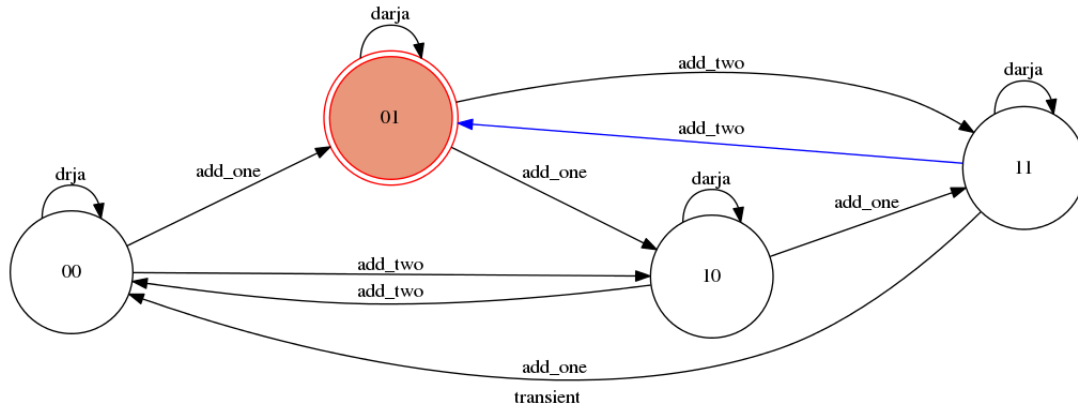 darja
01
add_two
darja
11
add_two
add_one
drja
00
add_one
darja
10
add_one
add_two
add_two
add_one
transient